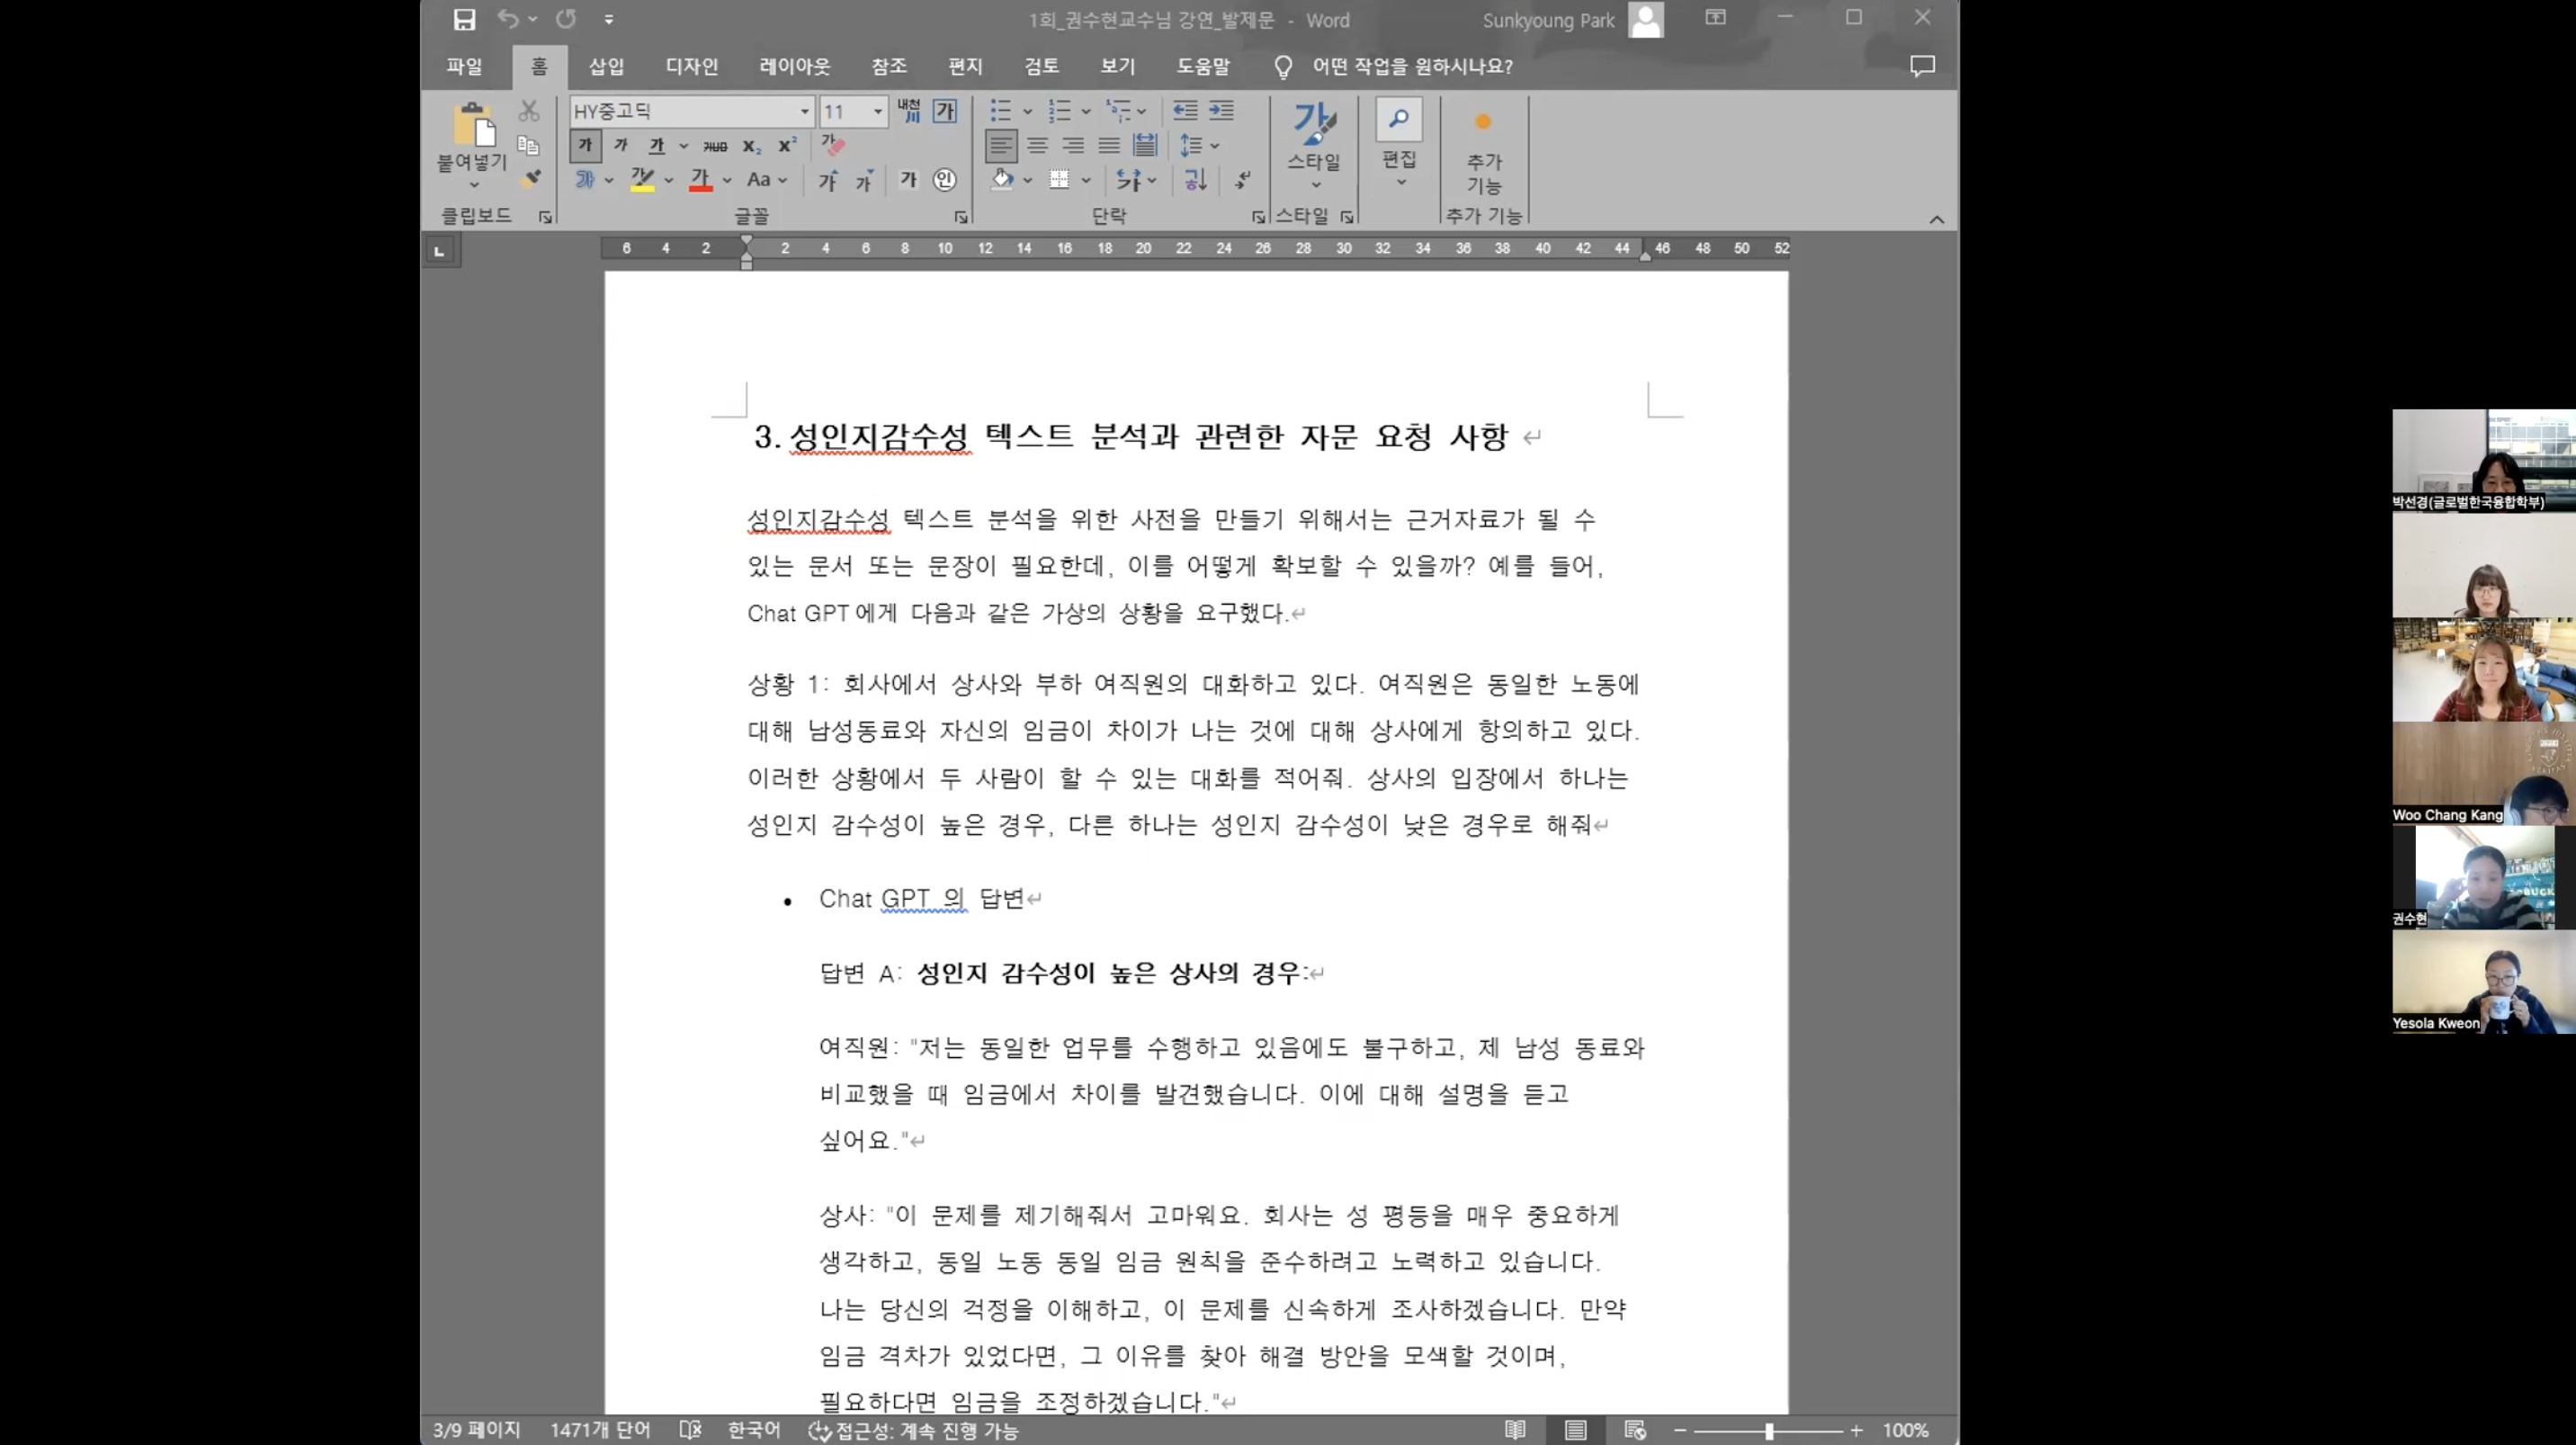 1회_권수현교수님 강연_발제문 - Word
Sunkyoung Park
파일 홈 삽입 디자인 레이아웃 참조 편지 검토 보기 도움말 어떤 작업을 원하시나요?
붙여넣기
클립보드
HY중고딕 11 내천 가
가 가 가 가나다 x₂ x² 가
가 가 가 Aa 가 가 가 인
글꼴
단락
가
스타일
스타일
편집
추가
기능
추가 기능
6 4 2 2 4 6 8 10 12 14 16 18 20 22 24 26 28 30 32 34 36 38 40 42 44 46 48 50 52
3. 성인지감수성 텍스트 분석과 관련한 자문 요청 사항
성인지감수성 텍스트 분석을 위한 사전을 만들기 위해서는 근거자료가 될 수
있는 문서 또는 문장이 필요한데, 이를 어떻게 확보할 수 있을까? 예를 들어,
Chat GPT에게 다음과 같은 가상의 상황을 요구했다.
상황 1: 회사에서 상사와 부하 여직원의 대화하고 있다. 여직원은 동일한 노동에
대해 남성동료와 자신의 임금이 차이가 나는 것에 대해 상사에게 항의하고 있다.
이러한 상황에서 두 사람이 할 수 있는 대화를 적어줘. 상사의 입장에서 하나는
성인지 감수성이 높은 경우, 다른 하나는 성인지 감수성이 낮은 경우로 해줘
• Chat GPT 의 답변
답변 A: 성인지 감수성이 높은 상사의 경우:
여직원: "저는 동일한 업무를 수행하고 있음에도 불구하고, 제 남성 동료와
비교했을 때 임금에서 차이를 발견했습니다. 이에 대해 설명을 듣고
싶어요."
상사: "이 문제를 제기해줘서 고마워요. 회사는 성 평등을 매우 중요하게
생각하고, 동일 노동 동일 임금 원칙을 준수하려고 노력하고 있습니다.
나는 당신의 걱정을 이해하고, 이 문제를 신속하게 조사하겠습니다. 만약
임금 격차가 있었다면, 그 이유를 찾아 해결 방안을 모색할 것이며,
필요하다면 임금을 조정하겠습니다."
3/9 페이지 1471개 단어 한국어 접근성: 계속 진행 가능 100%
박선경(글로벌한국융합학부)
Woo Chang Kang
권수현
Yesola Kweon